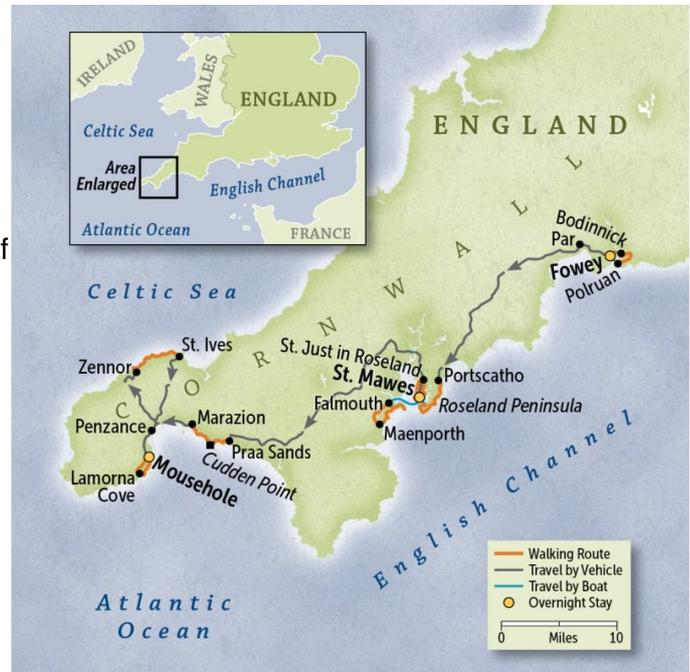 f
IRELAND
WALES
ENGLAND
Celtic Sea
Area
Enlarged
English Channel
Atlantic Ocean
FRANCE
ENGLAND
CORNWALL
Celtic Sea
Bodinnick
Par
Fowey
Polruan
St. Ives
Zennor
St. Just in Roseland
St. Mawes
Portscatho
Falmouth
Roseland Peninsula
Marazion
Maenporth
Penzance
Praa Sands
Cudden Point
Lamorna
Cove
Mousehole
English Channel
Atlantic
Ocean
Walking Route
Travel by Vehicle
Travel by Boat
Overnight Stay
0 Miles 10